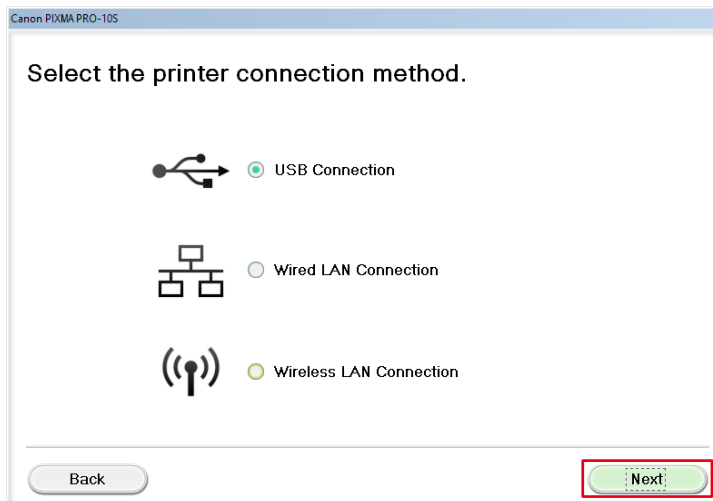 Canon PIXMA PRO-10S
Select the printer connection method.
USB Connection
Wired LAN Connection
Wireless LAN Connection
Back
Next